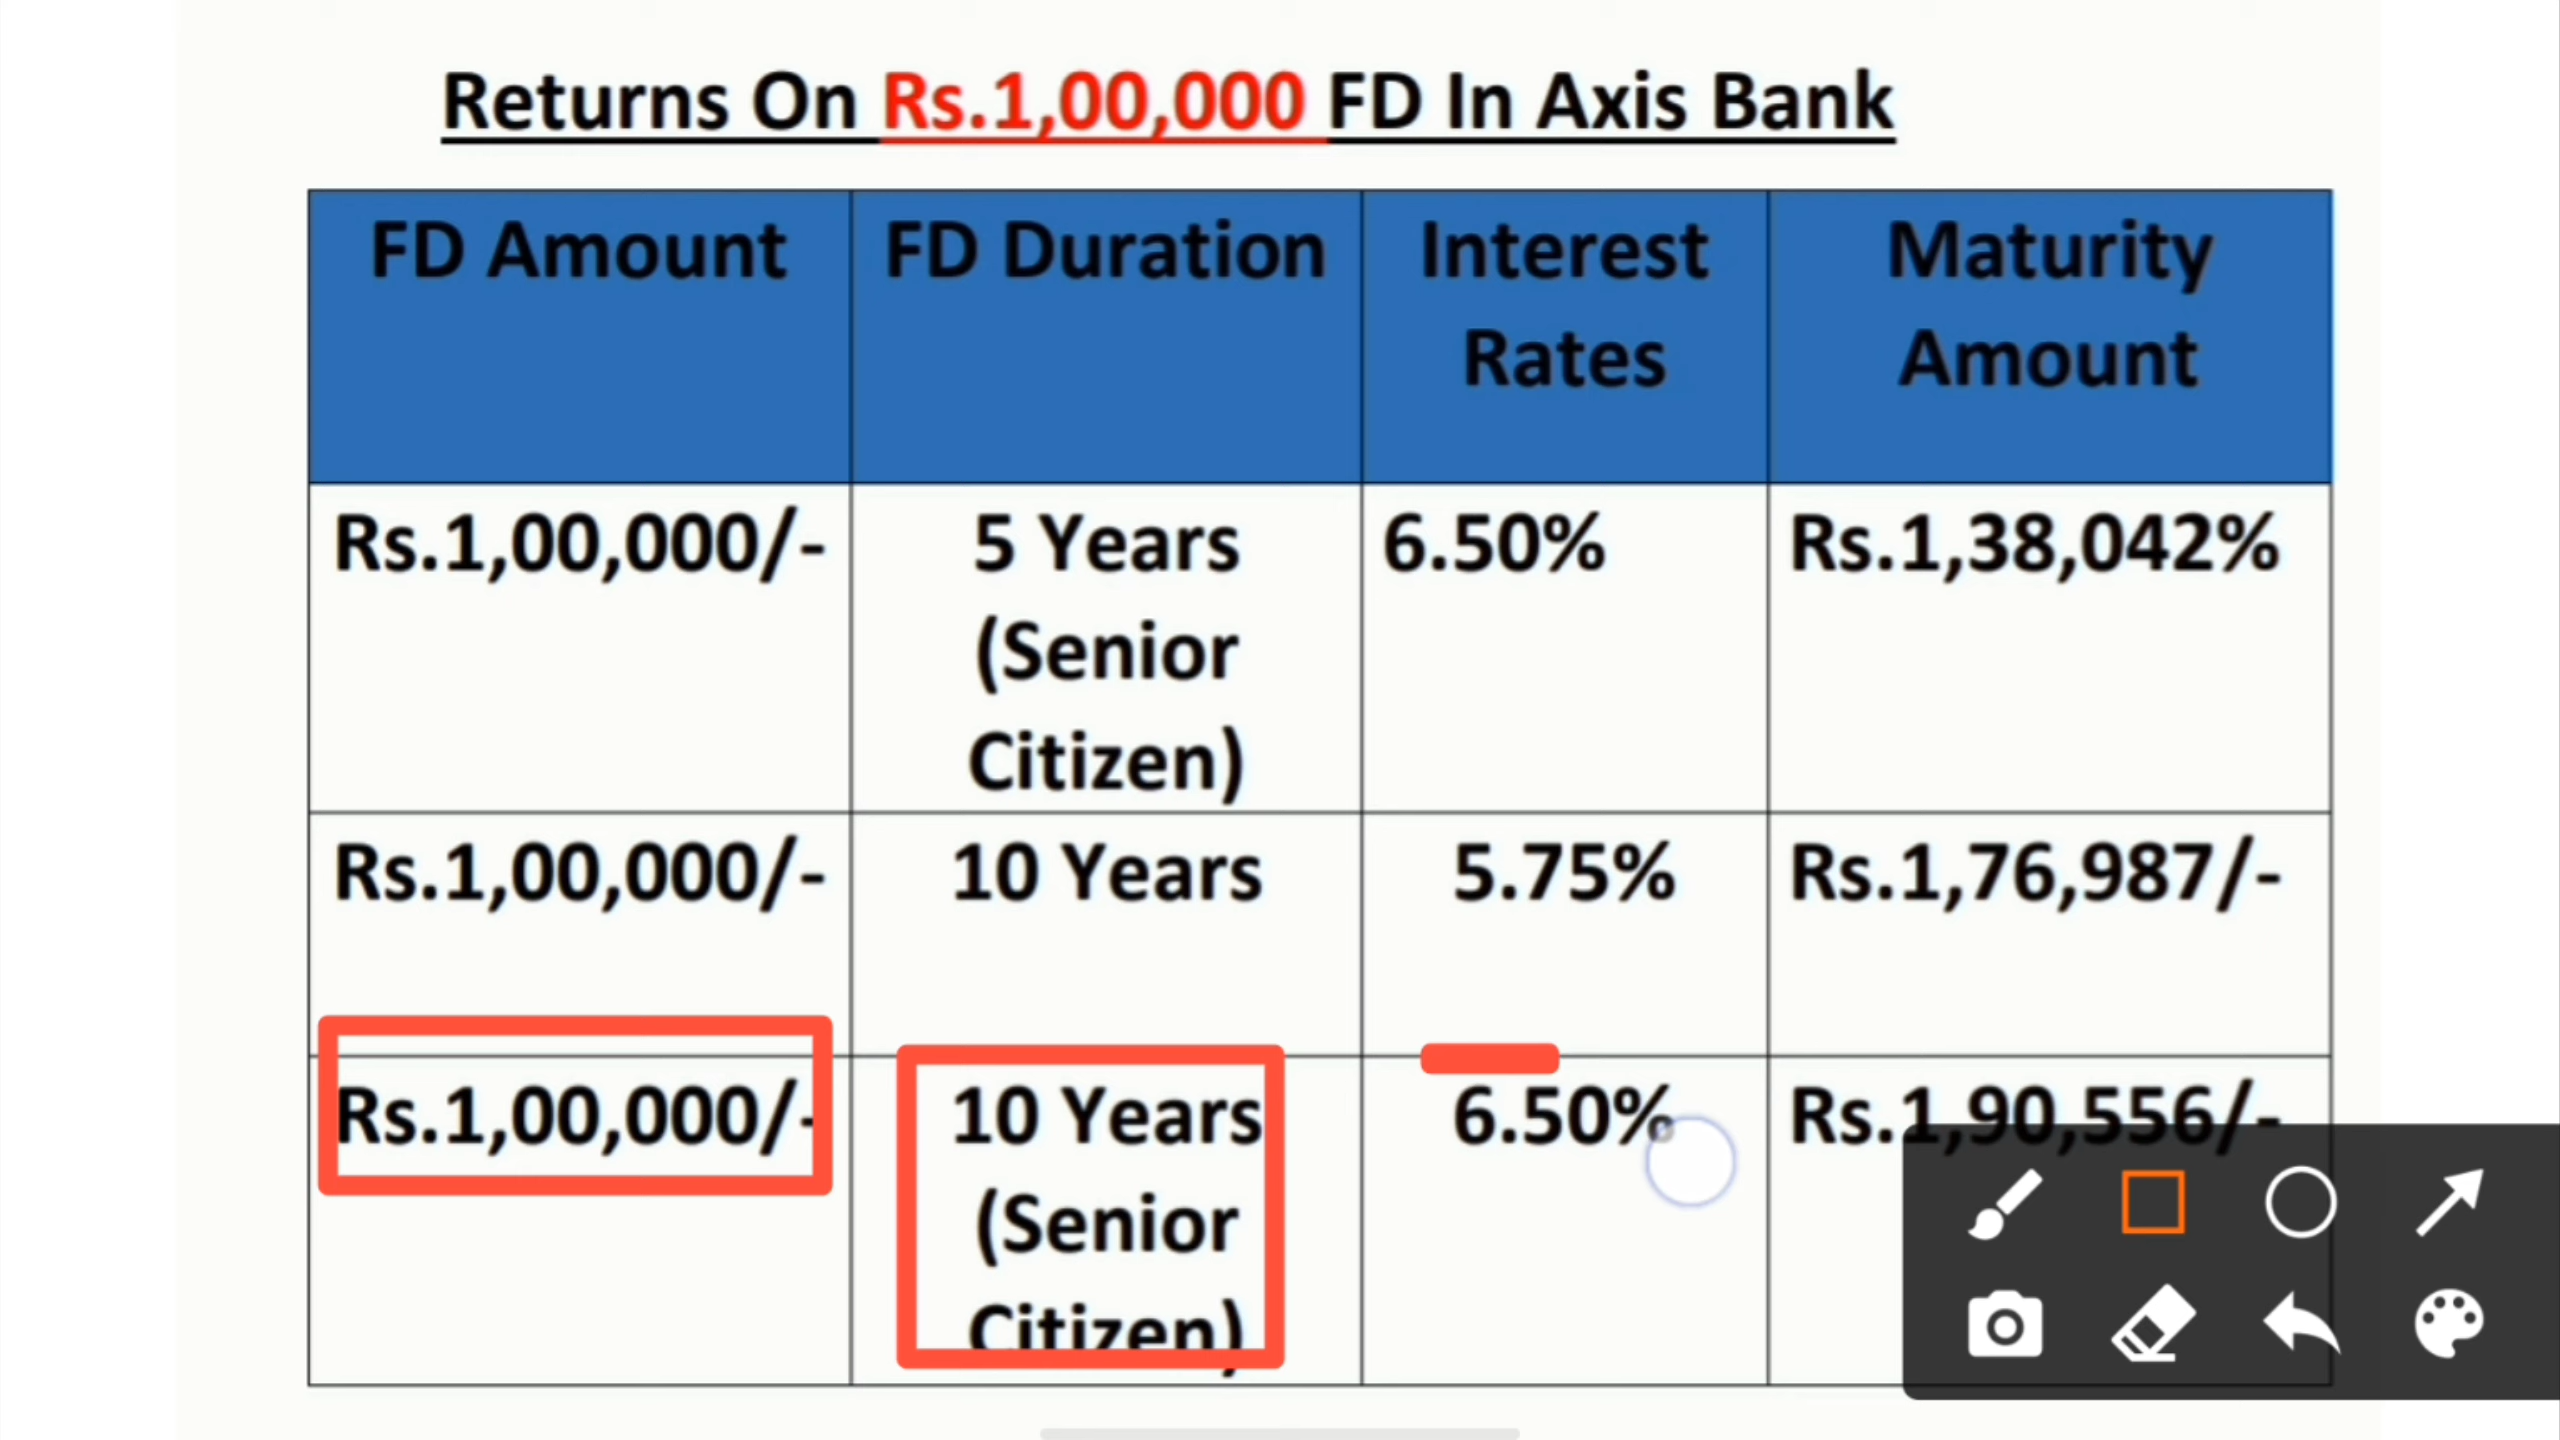 Returns On Rs.1,00,000 FD In Axis Bank
FD Amount
FD Duration
Interest
Rates
Maturity
Amount
Rs.1,00,000/-
5 Years
(Senior
Citizen)
6.50%
Rs.1,38,042%
Rs.1,00,000/-
10 Years
5.75%
Rs.1,76,987/-
Rs.1,00,000/-
10 Years
(Senior
Citizen)
6.50%
Rs.1,90,556/-